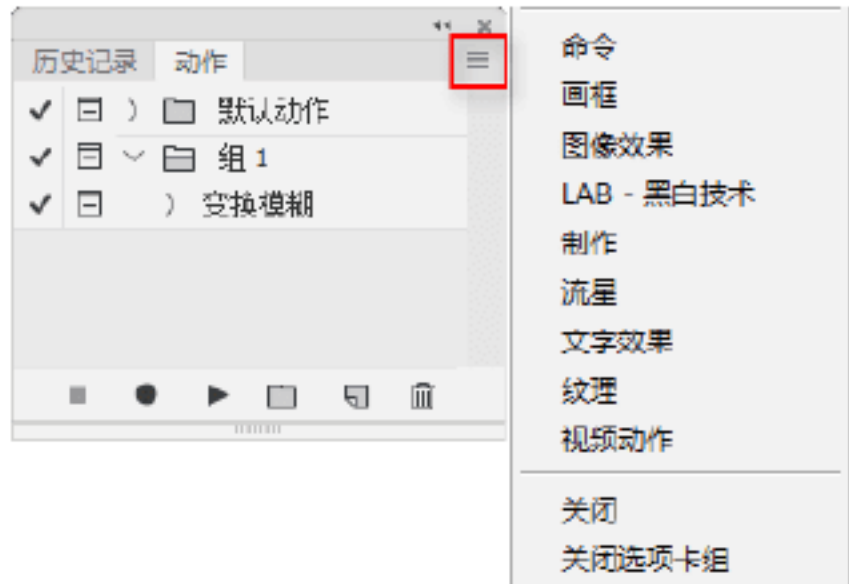 历史记录 动作
默认动作
组 1
变换模糊
命令
画框
图像效果
LAB - 黑白技术
制作
流星
文字效果
纹理
视频动作
关闭
关闭选项卡组